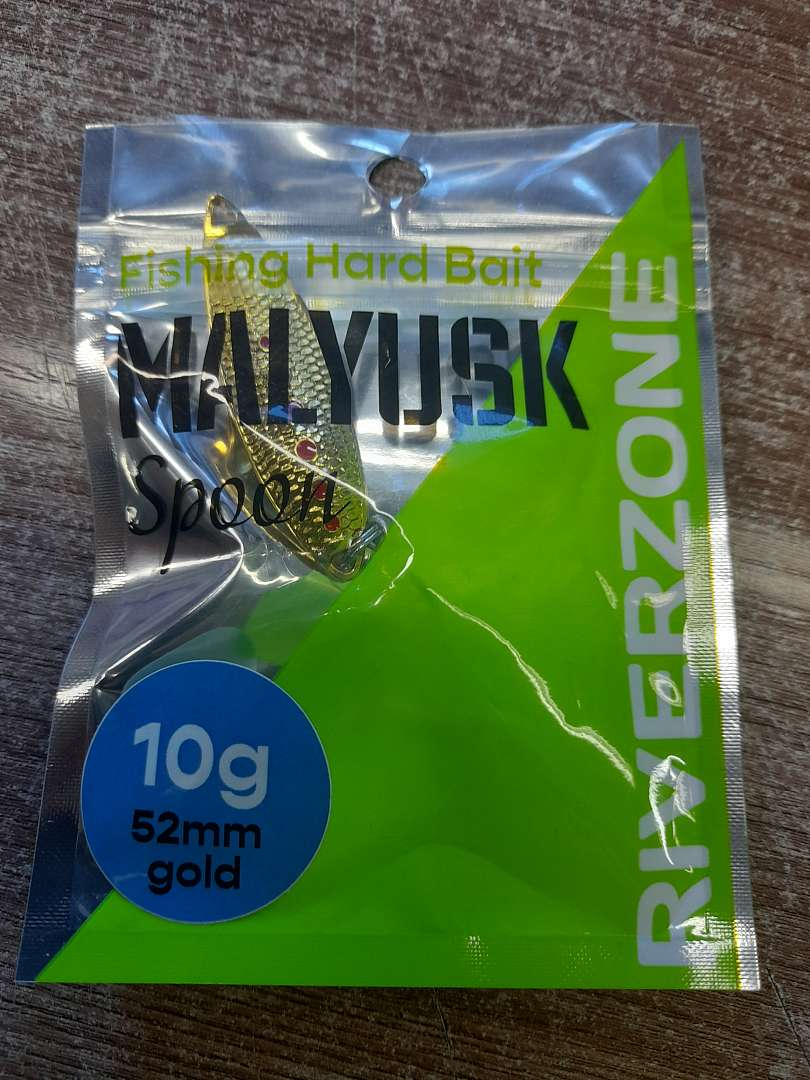 Fishing Hard Bait
MALYUSK
Spoon
RIVERZONE
10g
52mm
gold